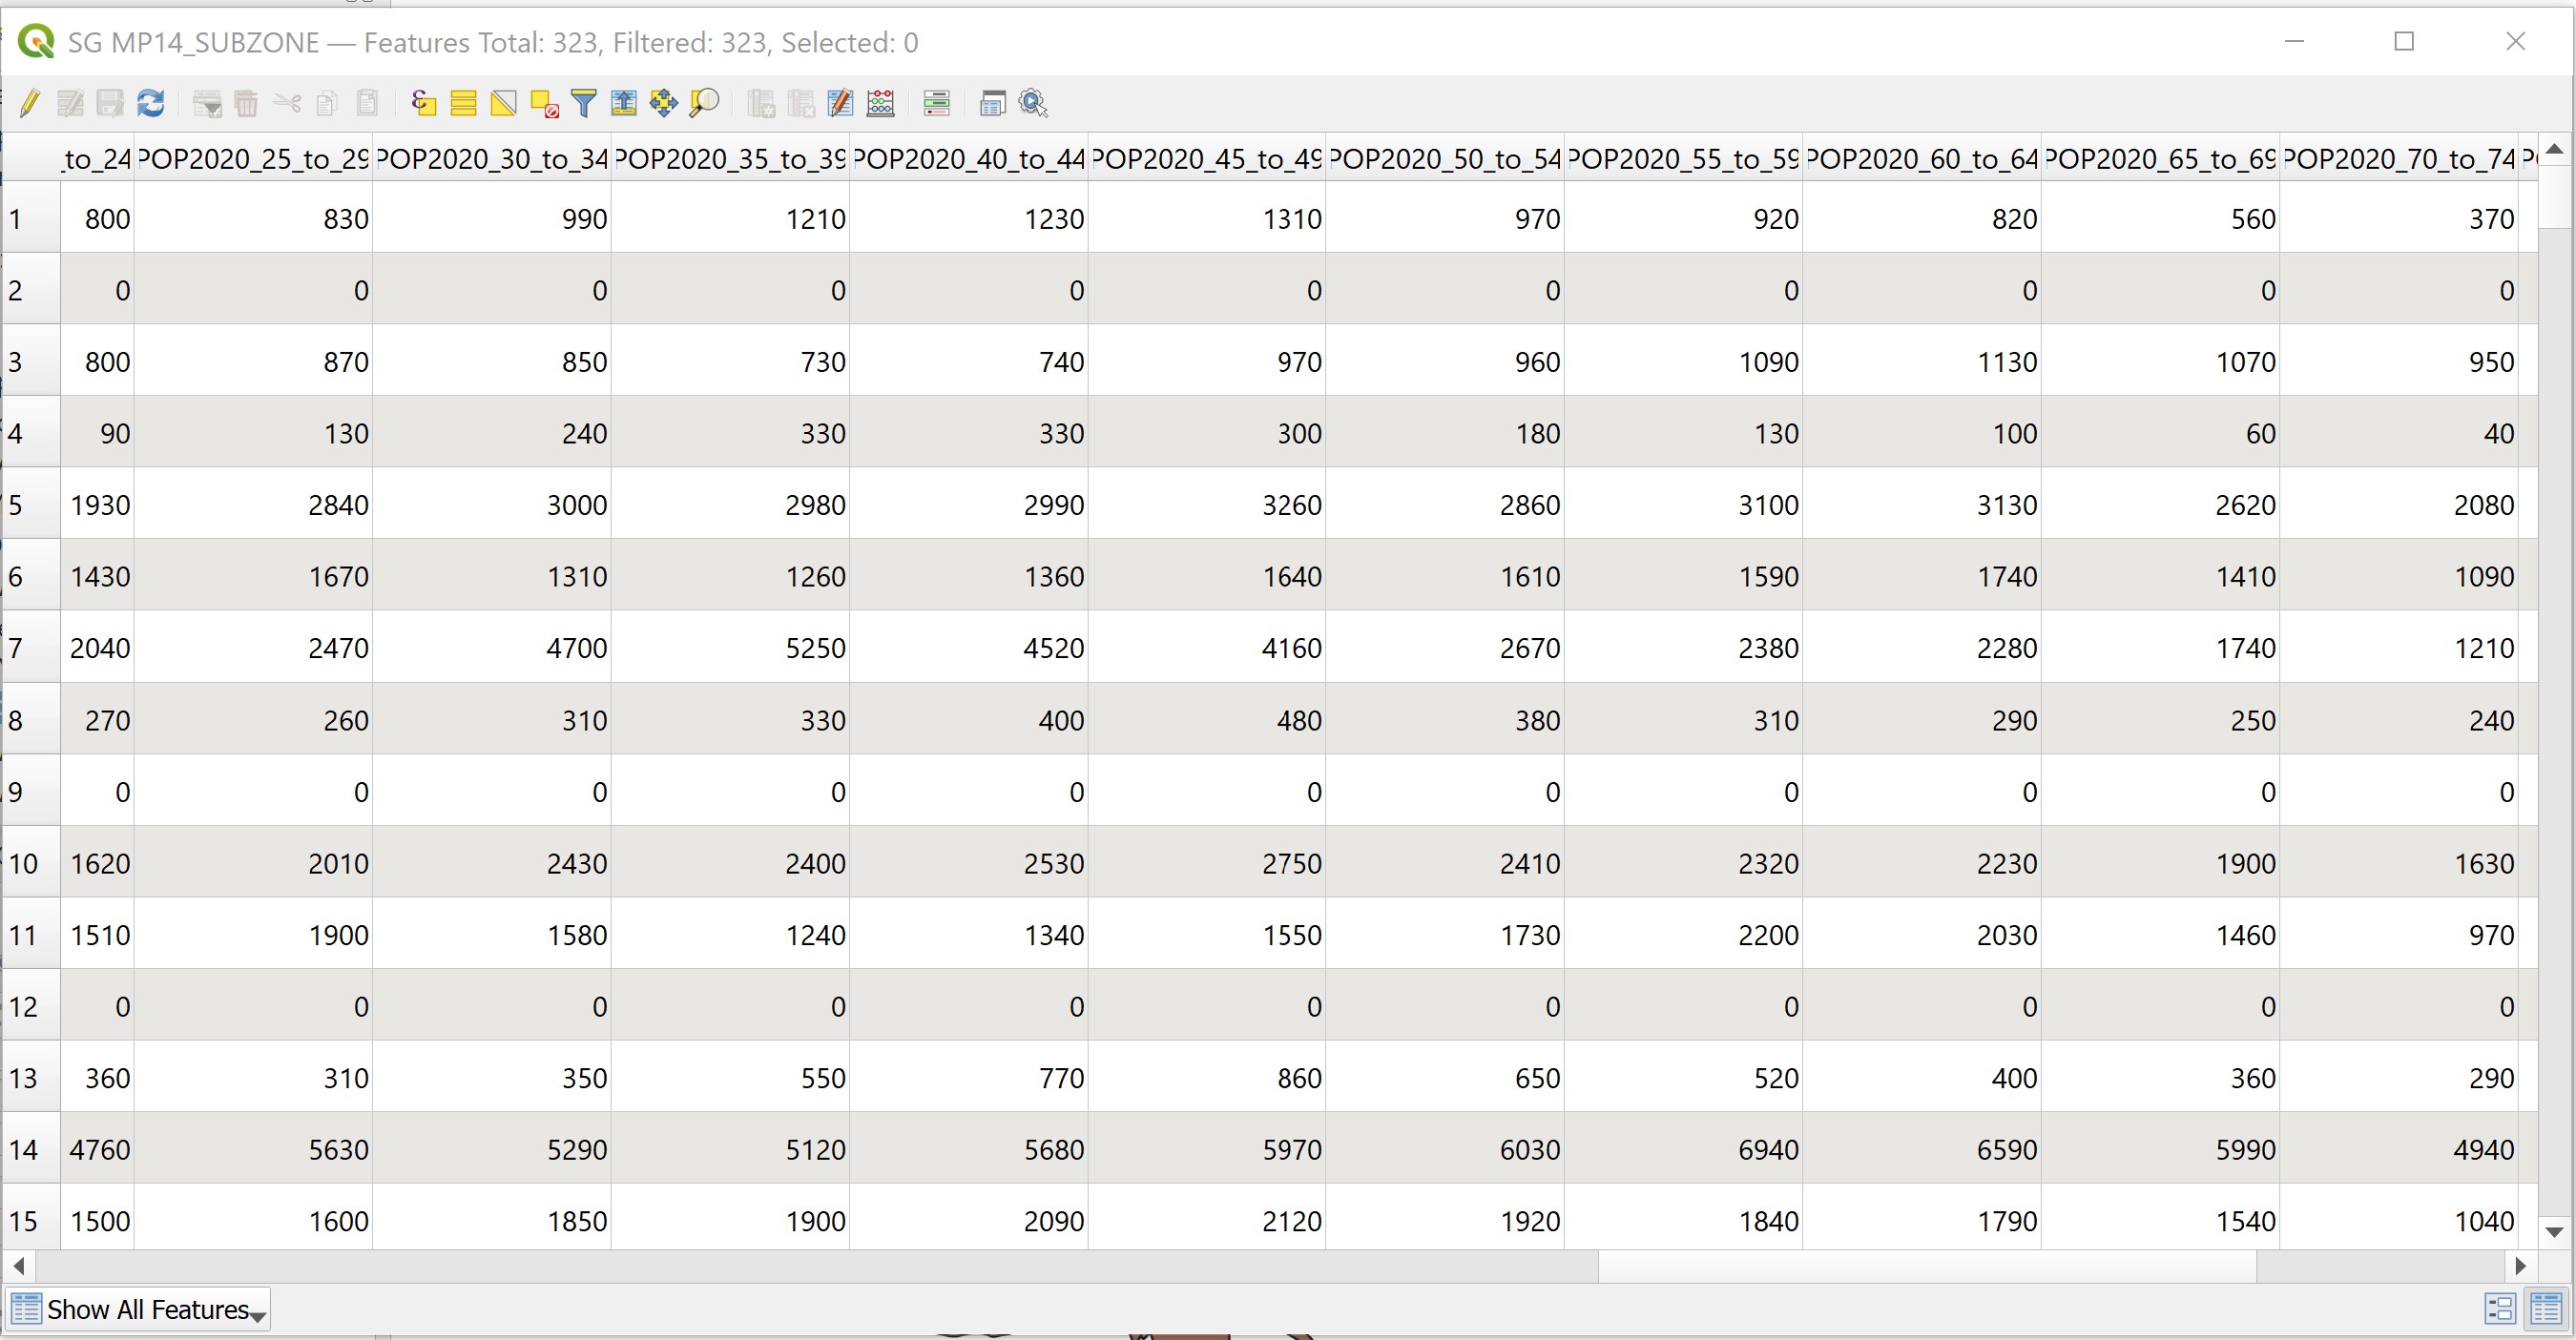 SG MP14_SUBZONE — Features Total: 323, Filtered: 323, Selected: 0
_to_24 POP2020_25_to_29 POP2020_30_to_34 POP2020_35_to_39 POP2020_40_to_44 POP2020_45_to_49 POP2020_50_to_54 POP2020_55_to_59 POP2020_60_to_64 POP2020_65_to_69 POP2020_70_to_74
1 800 830 990 1210 1230 1310 970 920 820 560 370
2 0 0 0 0 0 0 0 0 0 0 0
3 800 870 850 730 740 970 960 1090 1130 1070 950
4 90 130 240 330 330 300 180 130 100 60 40
5 1930 2840 3000 2980 2990 3260 2860 3100 3130 2620 2080
6 1430 1670 1310 1260 1360 1640 1610 1590 1740 1410 1090
7 2040 2470 4700 5250 4520 4160 2670 2380 2280 1740 1210
8 270 260 310 330 400 480 380 310 290 250 240
9 0 0 0 0 0 0 0 0 0 0 0
10 1620 2010 2430 2400 2530 2750 2410 2320 2230 1900 1630
11 1510 1900 1580 1240 1340 1550 1730 2200 2030 1460 970
12 0 0 0 0 0 0 0 0 0 0 0
13 360 310 350 550 770 860 650 520 400 360 290
14 4760 5630 5290 5120 5680 5970 6030 6940 6590 5990 4940
15 1500 1600 1850 1900 2090 2120 1920 1840 1790 1540 1040
Show All Features